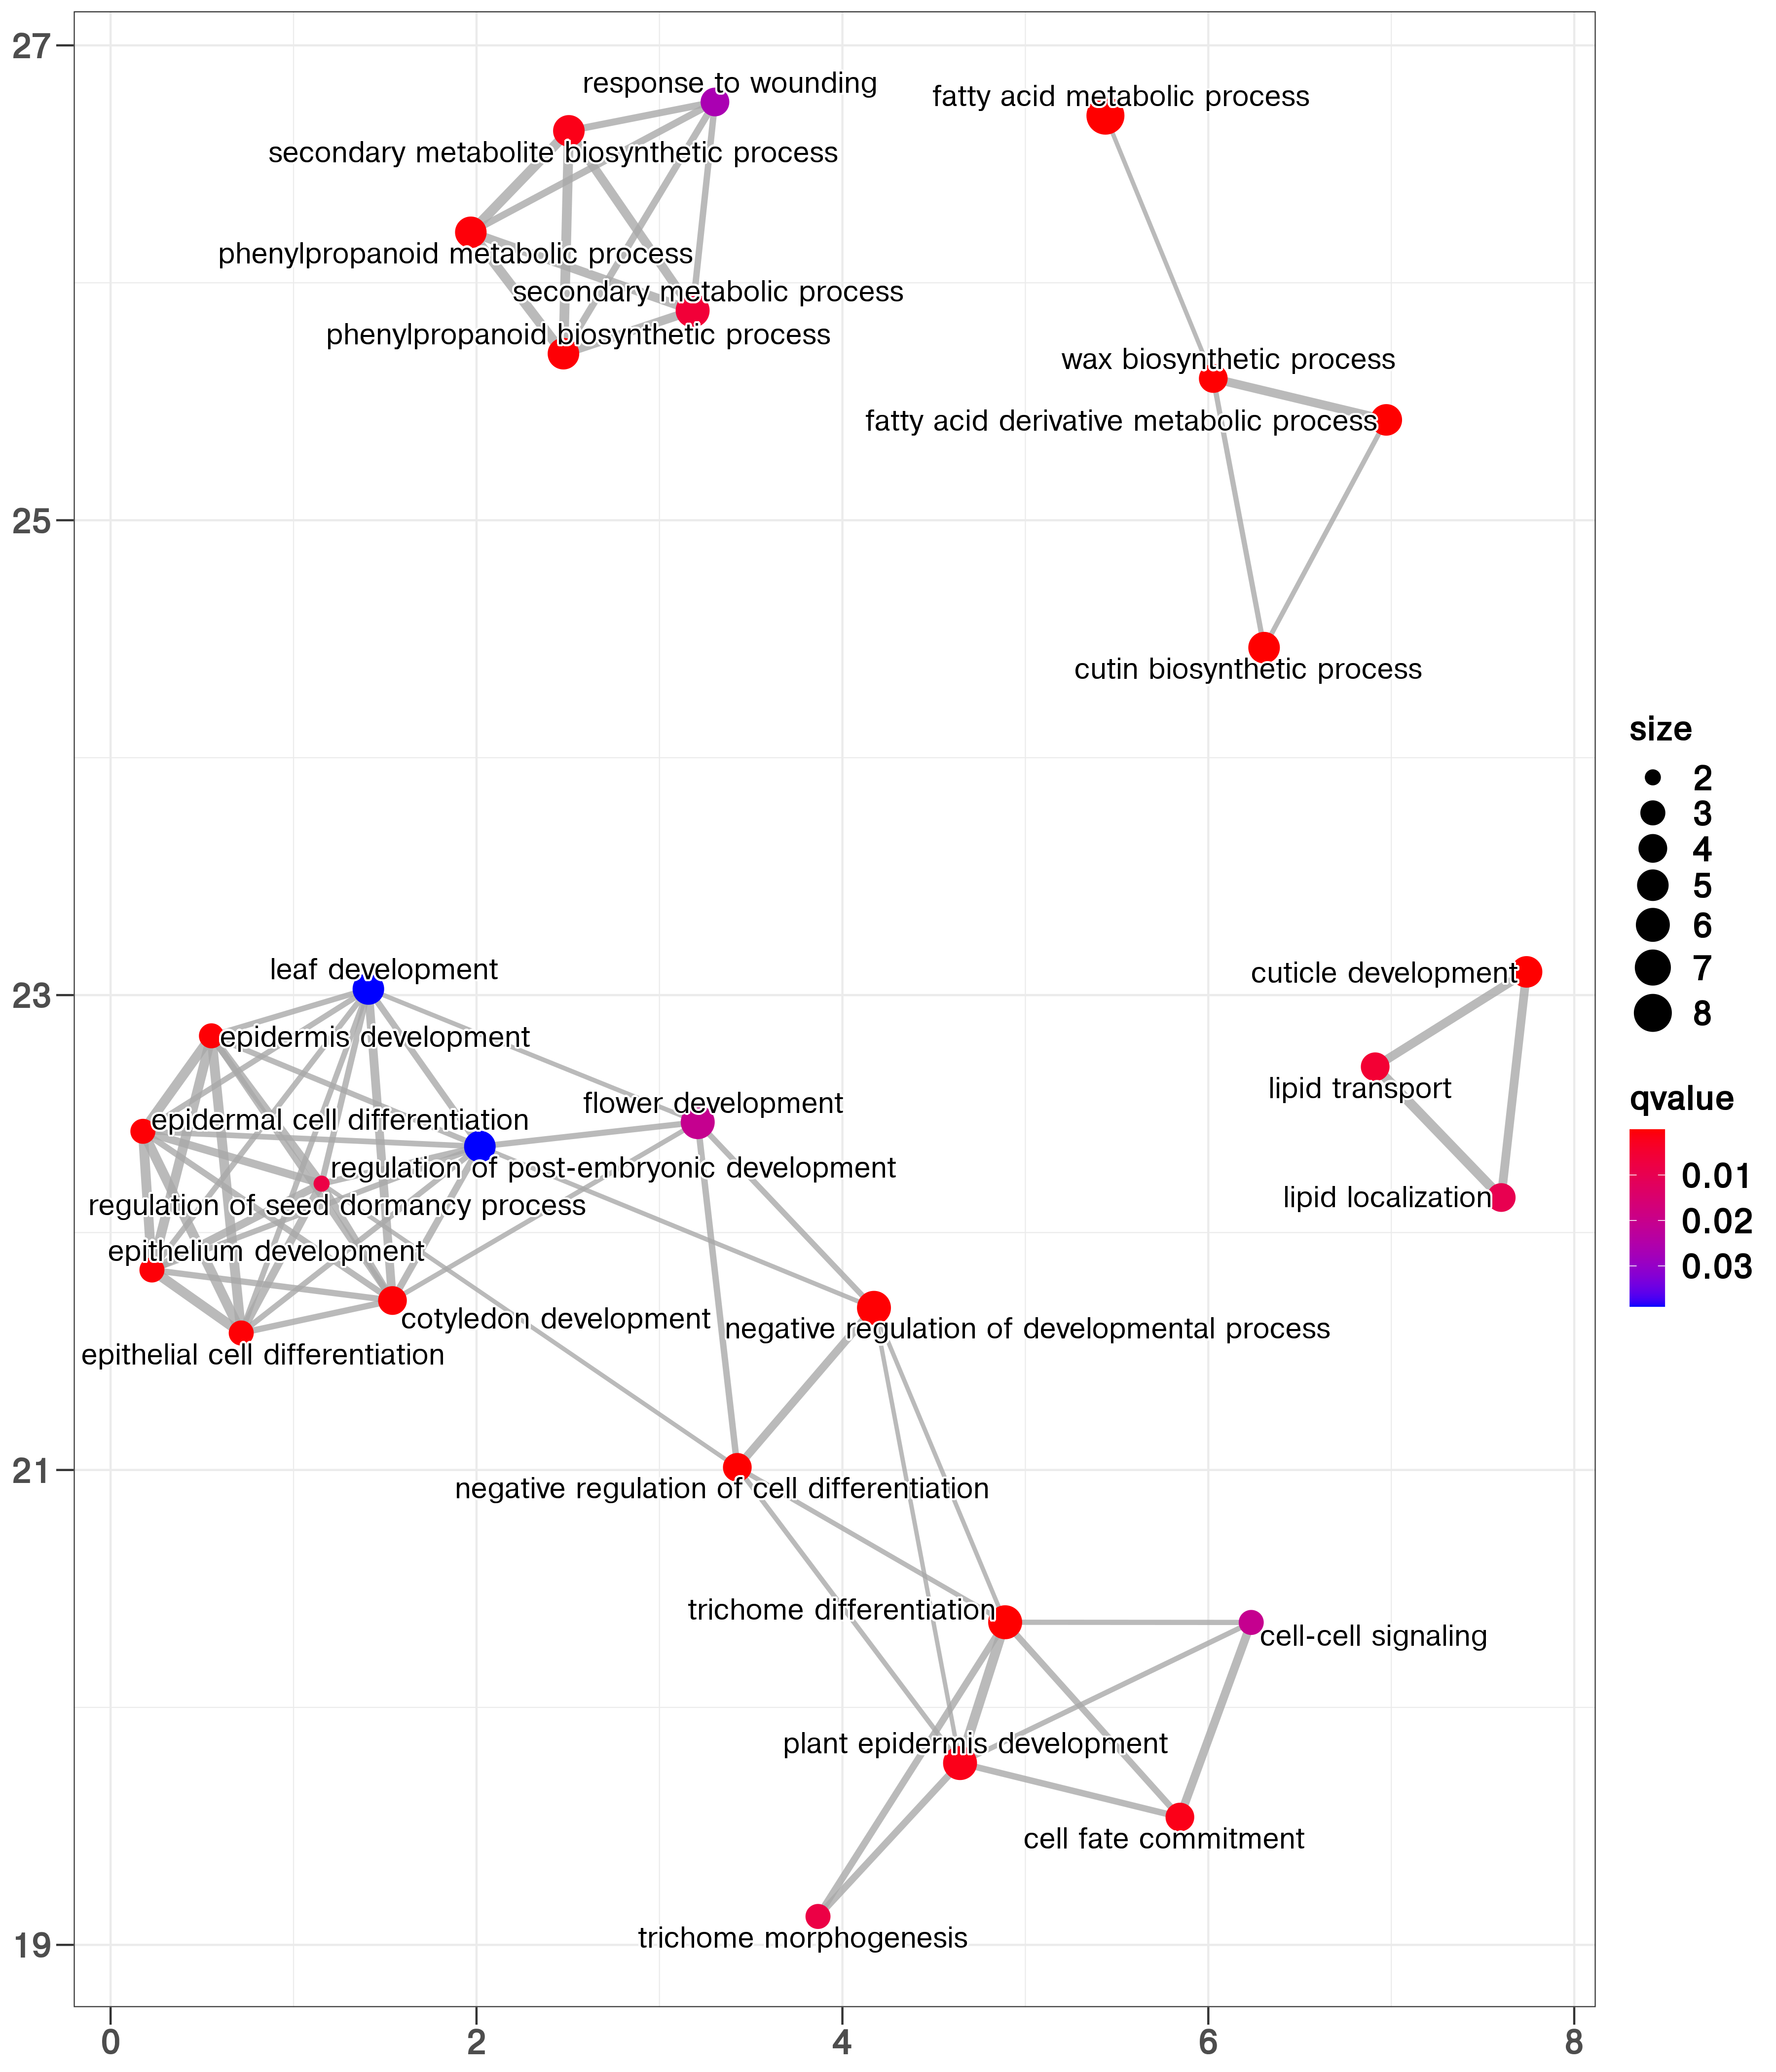 27
response to wounding
fatty acid metabolic process
secondary metabolite biosynthetic process
phenylpropanoid metabolic process
secondary metabolic process
phenylpropanoid biosynthetic process
wax biosynthetic process
fatty acid derivative metabolic process
25
cutin biosynthetic process
size
2
3
4
5
6
7
8
leaf development
cuticle development
23
epidermis development
lipid transport
flower development
epidermal cell differentiation
regulation of post-embryonic development
lipid localization
regulation of seed dormancy process
epithelium development
cotyledon development
negative regulation of developmental process
epithelial cell differentiation
qvalue
0.01
0.02
0.03
21
negative regulation of cell differentiation
trichome differentiation
cell-cell signaling
plant epidermis development
cell fate commitment
trichome morphogenesis
19
0 2 4 6 8